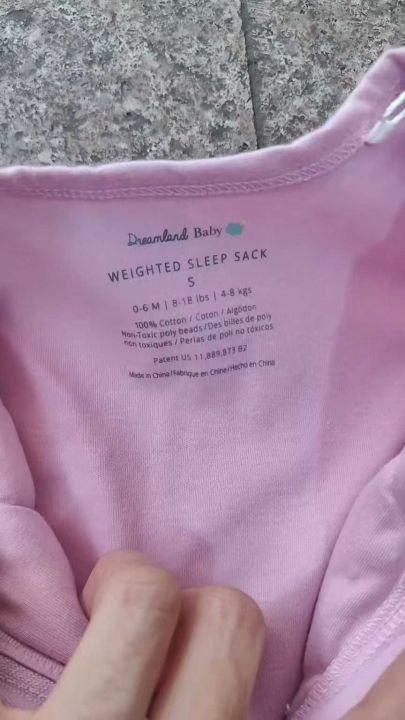 Dreamland Baby
WEIGHTED SLEEP SACK
S
0-6 M | 8-18 lbs | 4-8 kgs
100% Cotton / Coton / Algodón
Non-Toxic poly beads / Des billes de poly
non toxiques / Perlas de poli no tóxicos
Patent US 11,889,873 B2
Made in China / Fabriqué en Chine / Hecho en China